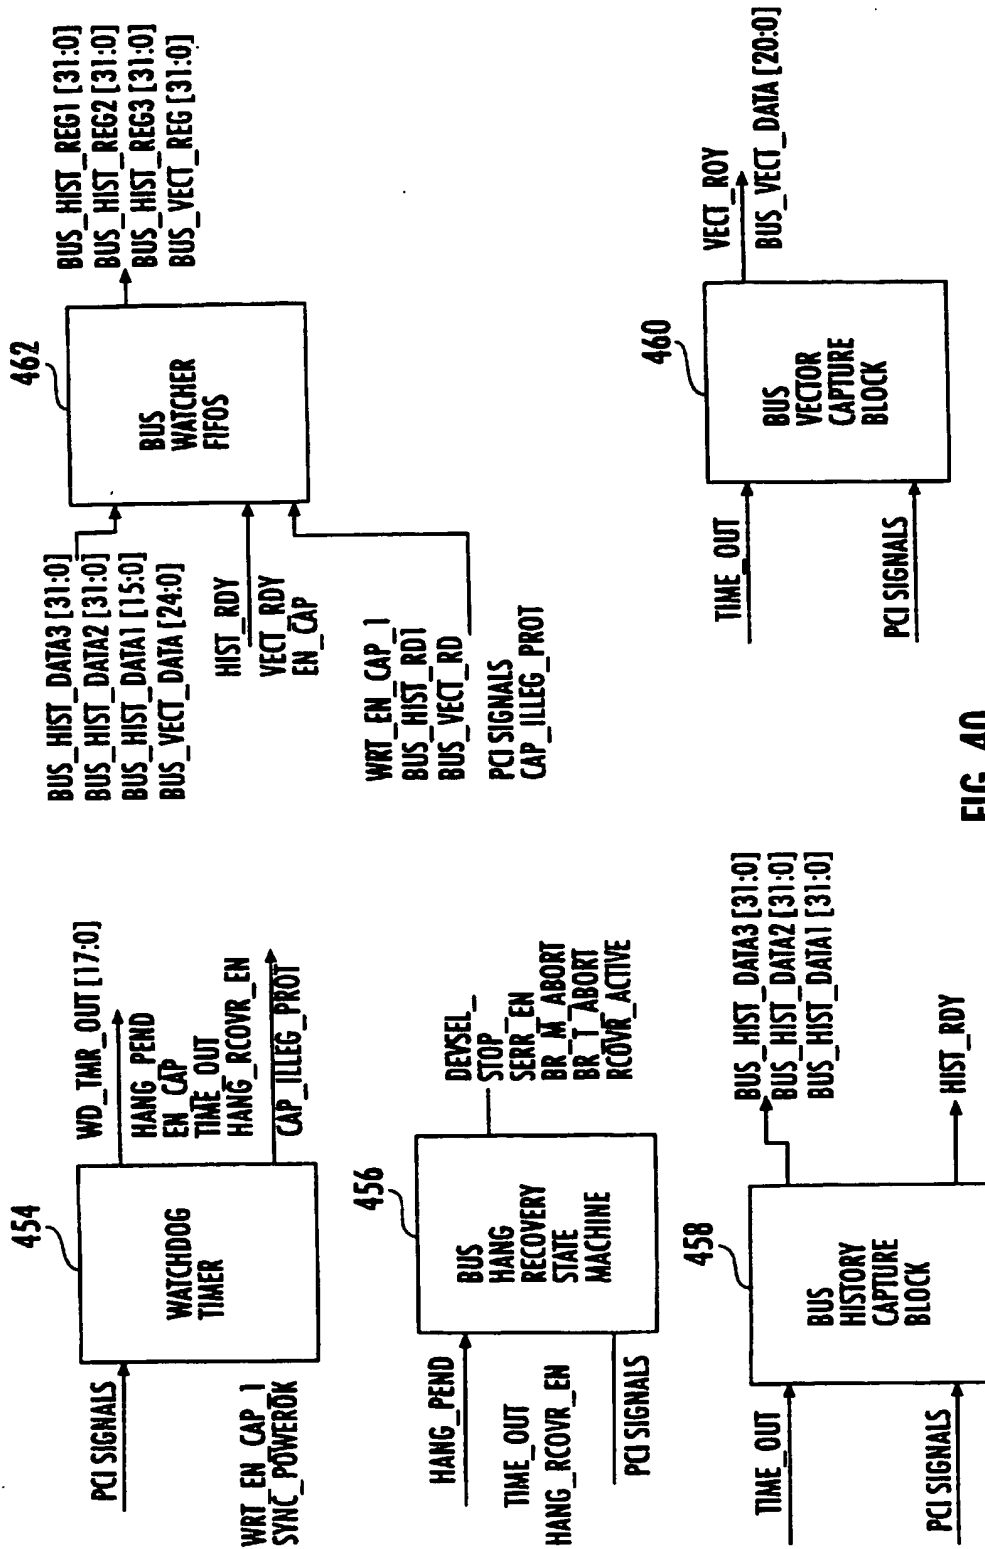 454
PCI SIGNALS
WRT_EN_CAP_1
SYNC_POWEROK
WATCHDOG
TIMER
WD_TMR_OUT [17:0]
HANG_PEND
EN_CAP
TIME_OUT
HANG_RCOVR_EN
CAP_ILLEG_PROT
456
HANG_PEND
TIME_OUT
HANG_RCOVR_EN
PCI SIGNALS
BUS
HANG
RECOVERY
STATE
MACHINE
DEVSEL_
STOP_
SERR_EN
BR_M_ABORT
BR_T_ABORT
RCOVR_ACTIVE
458
TIME_OUT
PCI SIGNALS
BUS
HISTORY
CAPTURE
BLOCK
BUS_HIST_DATA3 [31:0]
BUS_HIST_DATA2 [31:0]
BUS_HIST_DATA1 [31:0]
HIST_RDY
462
BUS_HIST_DATA3 [31:0]
BUS_HIST_DATA2 [31:0]
BUS_HIST_DATA1 [15:0]
BUS_VECT_DATA [24:0]
HIST_RDY
VECT_RDY
EN_CAP
WRT_EN_CAP_1
BUS_HIST_RD1
BUS_VECT_RD
PCI SIGNALS
CAP_ILLEG_PROT
BUS
WATCHER
FIFOS
BUS_HIST_REG1 [31:0]
BUS_HIST_REG2 [31:0]
BUS_HIST_REG3 [31:0]
BUS_VECT_REG [31:0]
460
TIME_OUT
PCI SIGNALS
BUS
VECTOR
CAPTURE
BLOCK
VECT_ROY
BUS_VECT_DATA [20:0]
FIG. 40